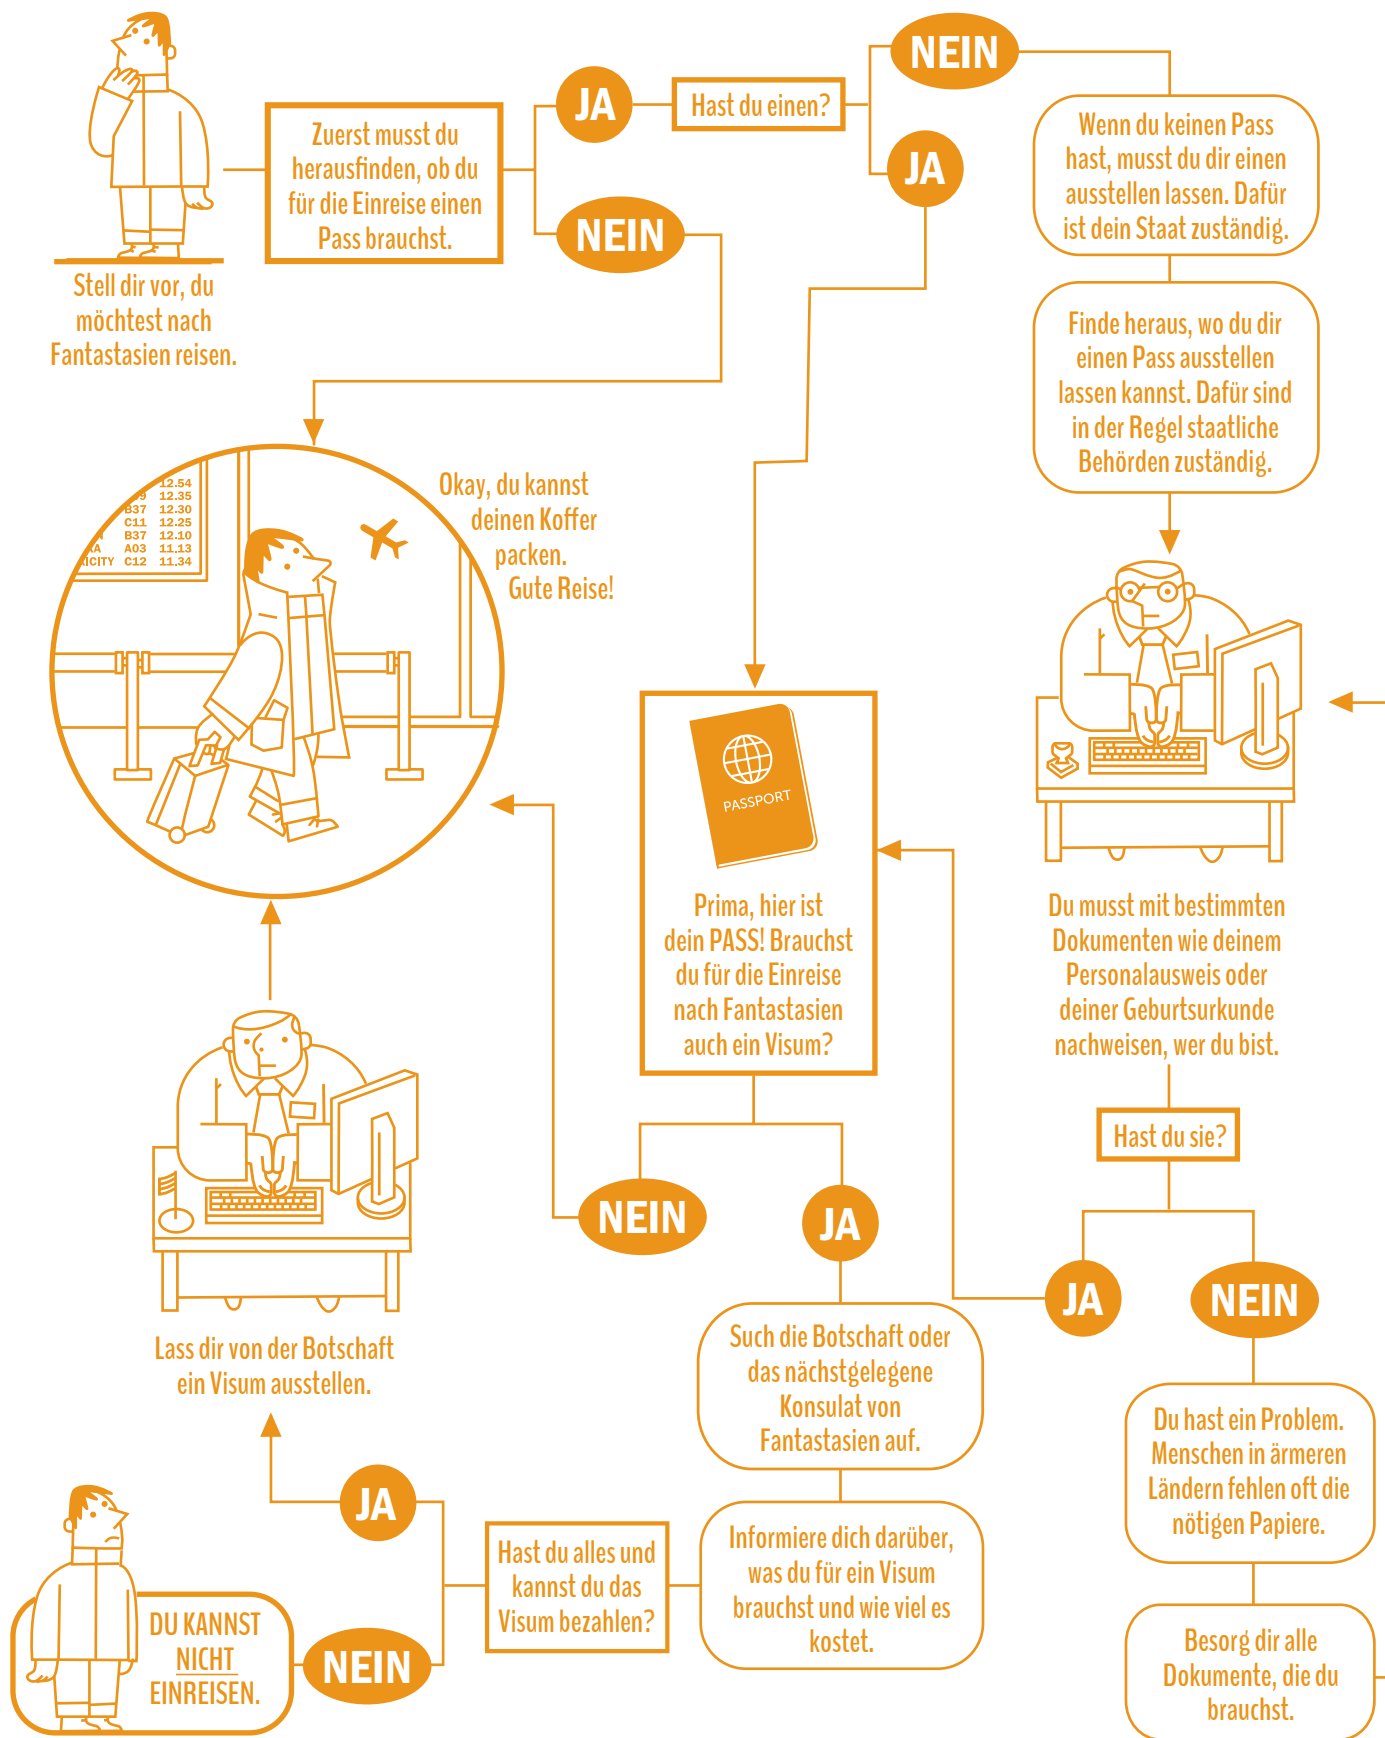 Stell dir vor, du
möchtest nach
Fantastasien reisen.
Zuerst musst du
herausfinden, ob du
für die Einreise einen
Pass brauchst.
JA
NEIN
Hast du einen?
NEIN
JA
Wenn du keinen Pass
hast, musst du dir einen
ausstellen lassen. Dafür
ist dein Staat zuständig.
Finde heraus, wo du dir
einen Pass ausstellen
lassen kannst. Dafür sind
in der Regel staatliche
Behörden zuständig.
Okay, du kannst
deinen Koffer
packen.
Gute Reise!
12.54
9 12.35
B37 12.30
C11 12.25
B37 12.10
A A03 11.13
ICITY C12 11.34
PASSPORT
Prima, hier ist
dein PASS! Brauchst
du für die Einreise
nach Fantastasien
auch ein Visum?
NEIN
JA
Du musst mit bestimmten
Dokumenten wie deinem
Personalausweis oder
deiner Geburtsurkunde
nachweisen, wer du bist.
Hast du sie?
JA
NEIN
Du hast ein Problem.
Menschen in ärmeren
Ländern fehlen oft die
nötigen Papiere.
Besorg dir alle
Dokumente, die du
brauchst.
Such die Botschaft oder
das nächstgelegene
Konsulat von
Fantastasien auf.
Informiere dich darüber,
was du für ein Visum
brauchst und wie viel es
kostet.
Hast du alles und
kannst du das
Visum bezahlen?
JA
NEIN
Lass dir von der Botschaft
ein Visum ausstellen.
DU KANNST
NICHT
EINREISEN.